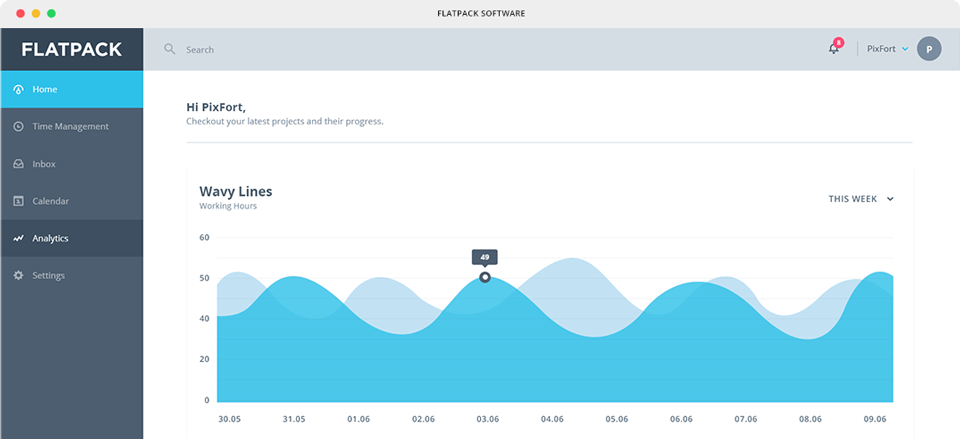 FLATPACK SOFTWARE
FLATPACK
Search
8
PixFort
P
Home
Time Management
Inbox
Calendar
Analytics
Settings
Hi PixFort,
Checkout your latest projects and their progress.
Wavy Lines
Working Hours
THIS WEEK
60
50
40
20
0
49
30.05 31.05 01.06 02.06 03.06 04.06 05.06 06.06 07.06 08.06 09.06